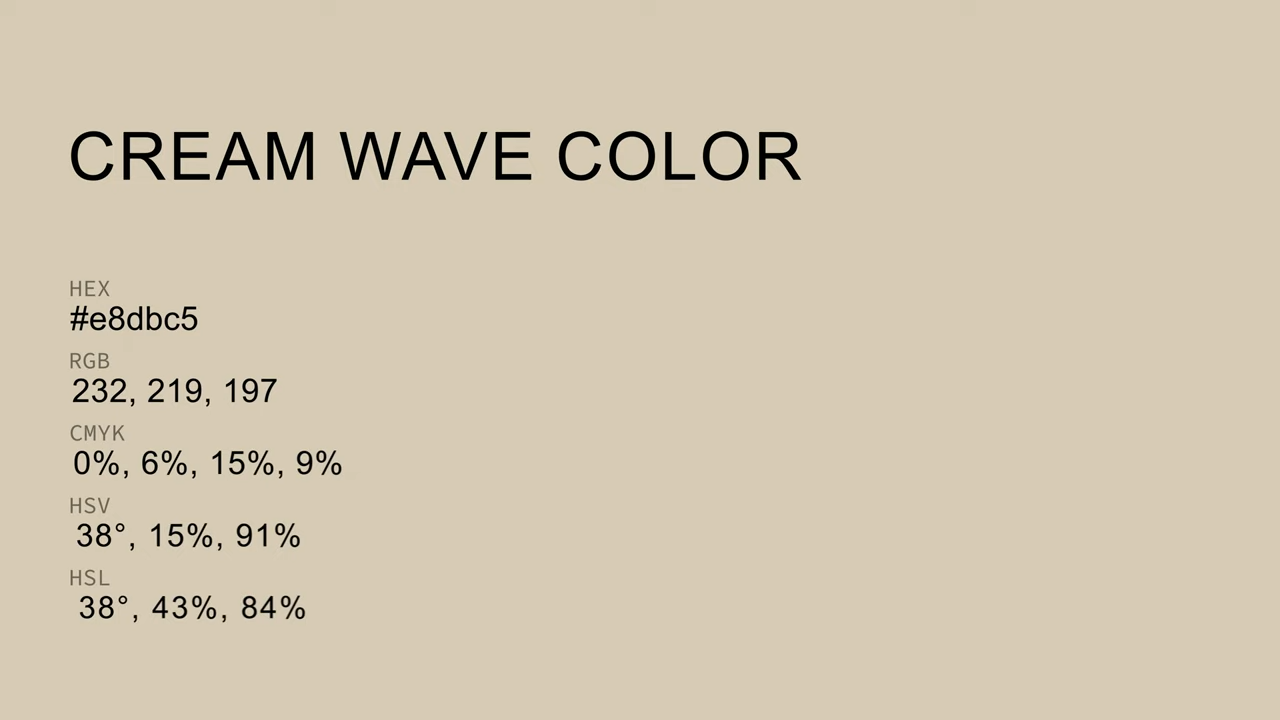 CREAM WAVE COLOR
HEX
#e8dbc5
RGB
232, 219, 197
CMYK
0%, 6%, 15%, 9%
HSV
38°, 15%, 91%
HSL
38°, 43%, 84%